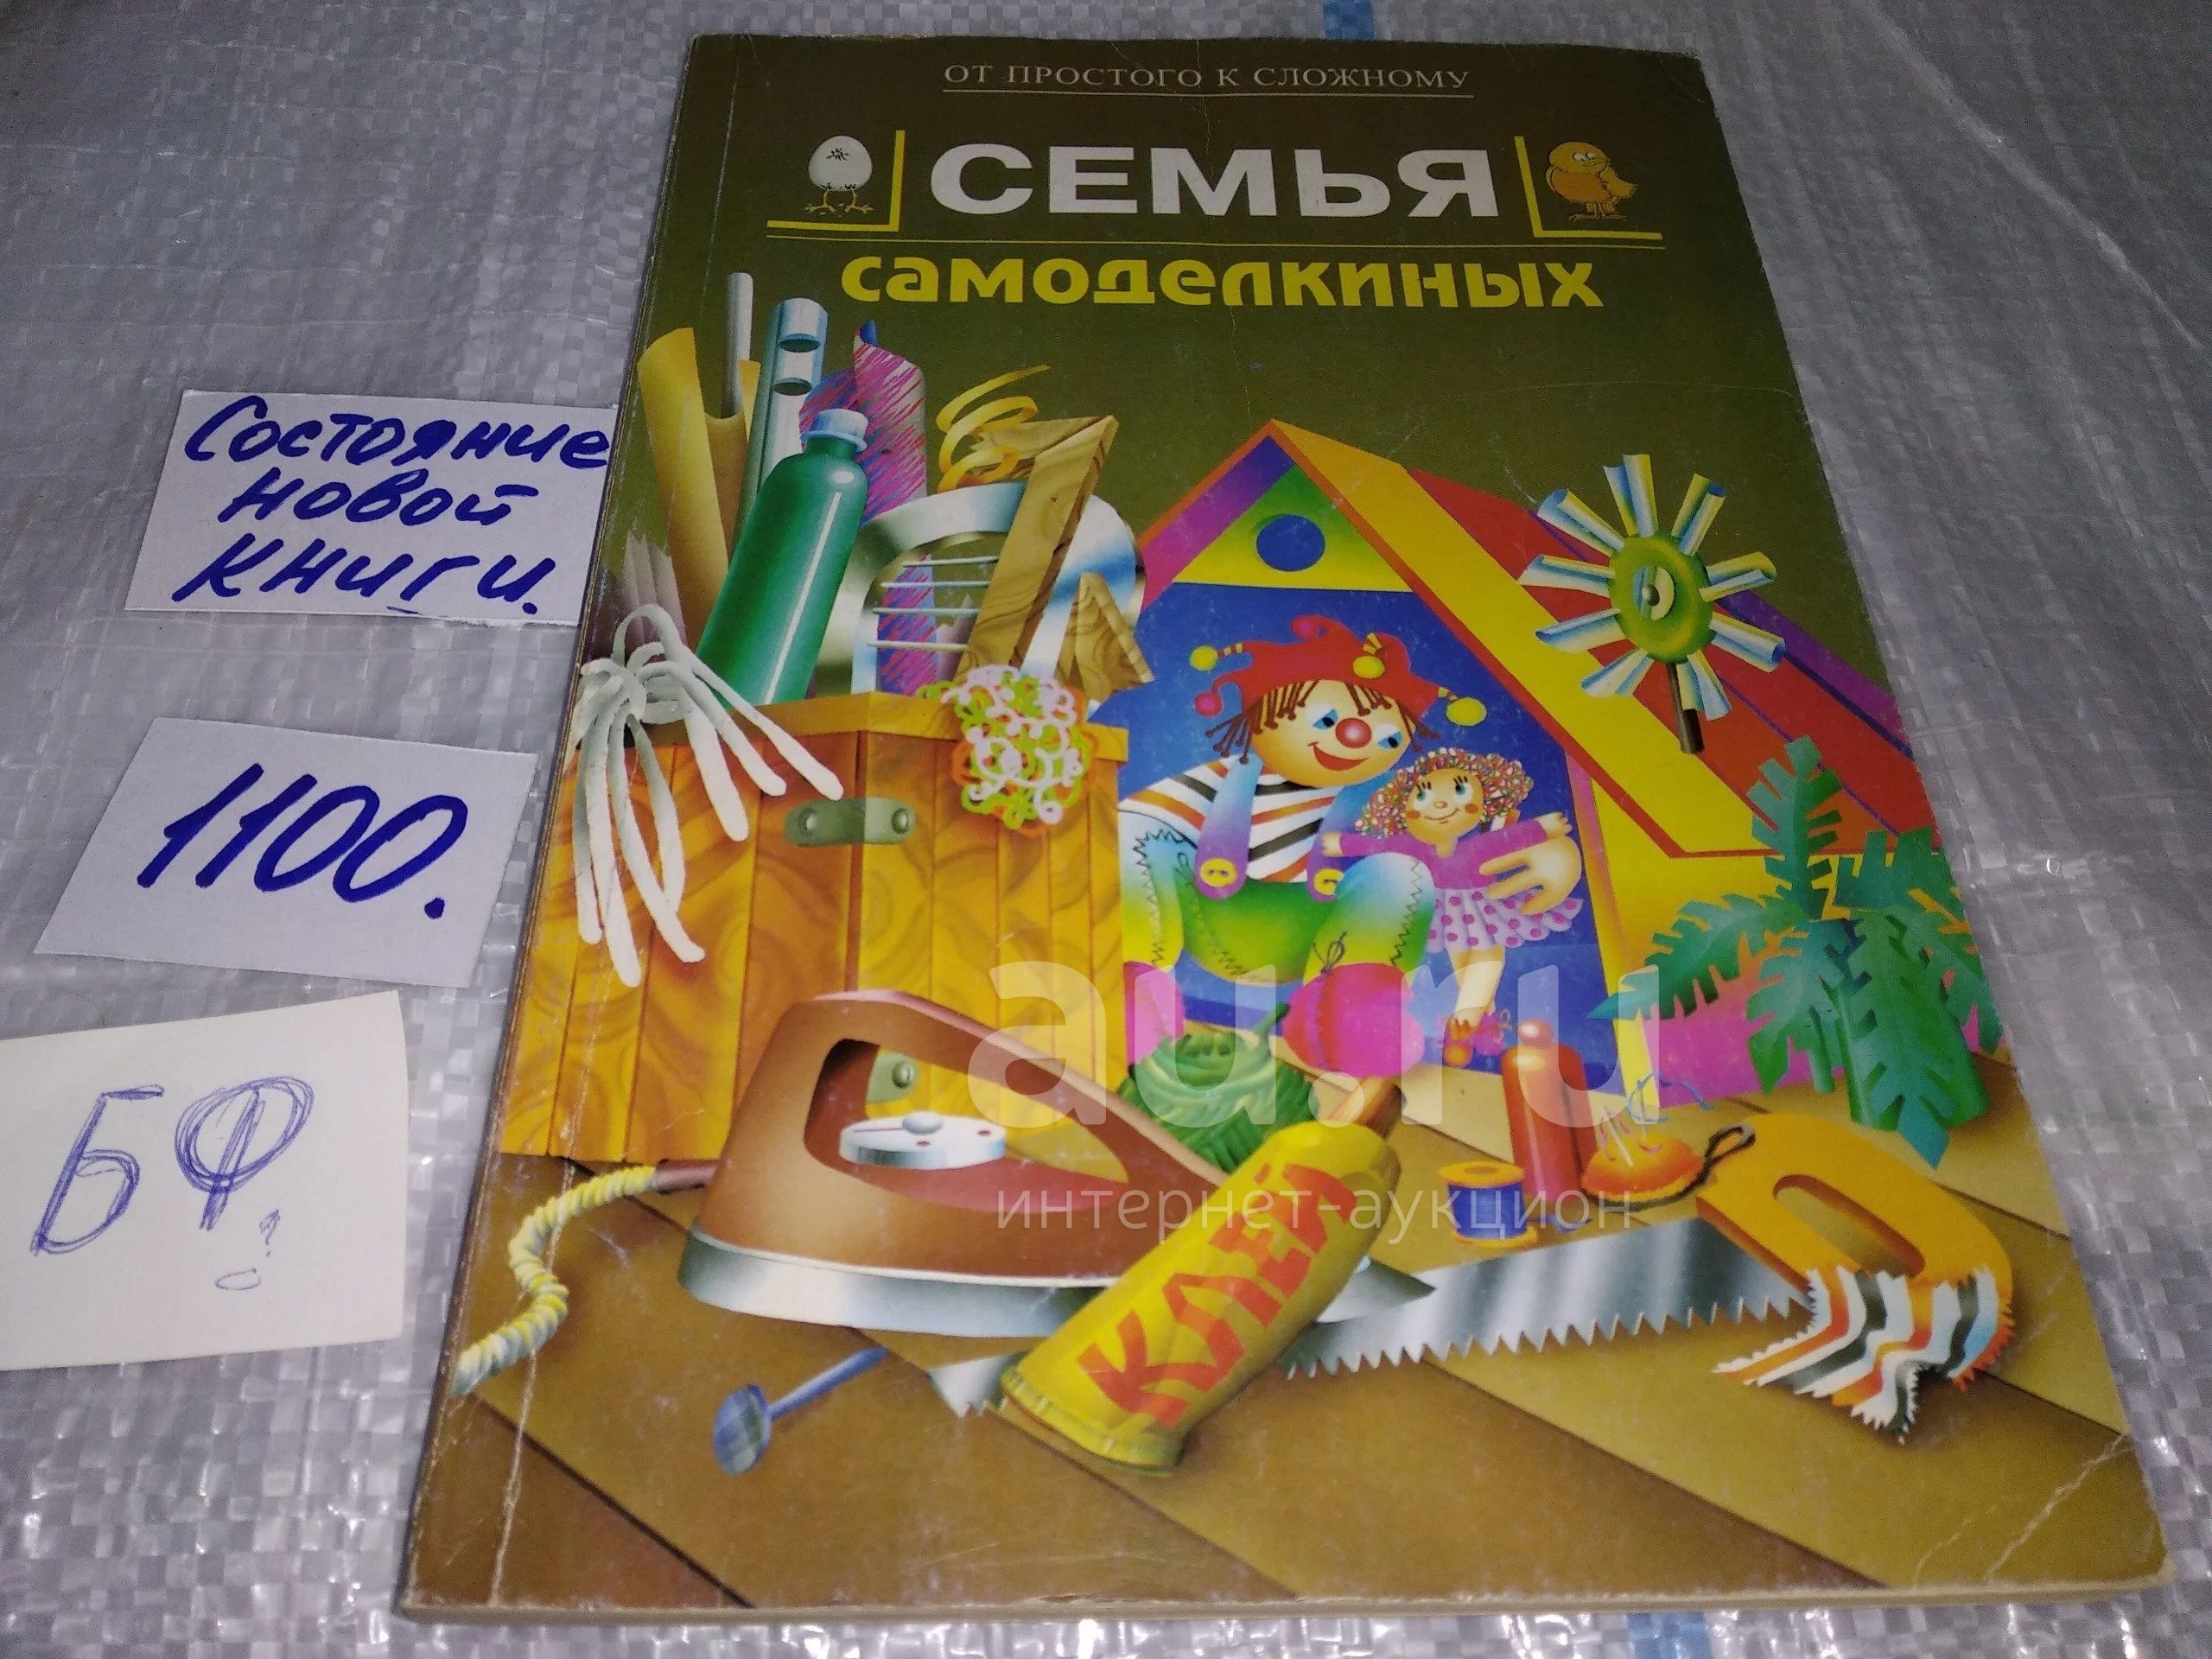 ОТ ПРОСТОГО К СЛОЖНОМУ
СЕМЬЯ
самоделкиных
Состояние
новой
книги.
1100.
БФ
КЛЕЙ
au.ru
интернет-аукцион